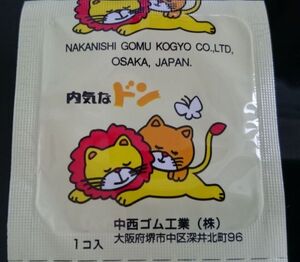 NAKANISHI GOMU KOGYO CO.,LTD,
OSAKA, JAPAN.
内気なドン
中西ゴム工業（株）
1コ入
大阪府堺市中区深井北町96